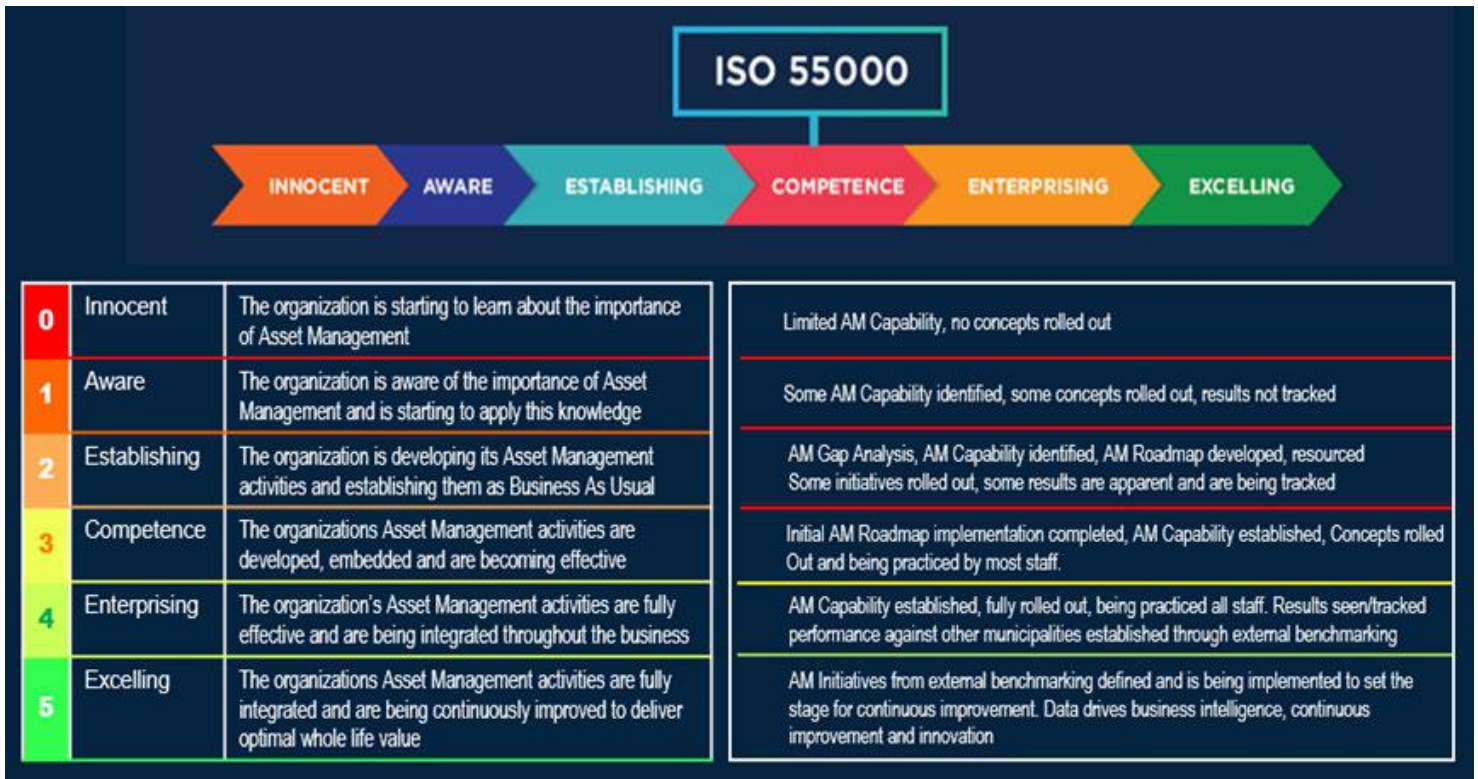 ISO 55000
INNOCENT
AWARE
ESTABLISHING
COMPETENCE
ENTERPRISING
EXCELLING
0
Innocent
The organization is starting to learn about the importance
of Asset Management
Limited AM Capability, no concepts rolled out
1
Aware
The organization is aware of the importance of Asset
Management and is starting to apply this knowledge
Some AM Capability identified, some concepts rolled out, results not tracked
2
Establishing
The organization is developing its Asset Management
activities and establishing them as Business As Usual
AM Gap Analysis, AM Capability identified, AM Roadmap developed, resourced
Some initiatives rolled out, some results are apparent and are being tracked
3
Competence
The organizations Asset Management activities are
developed, embedded and are becoming effective
Initial AM Roadmap implementation completed, AM Capability established, Concepts rolled
Out and being practiced by most staff.
4
Enterprising
The organization's Asset Management activities are fully
effective and are being integrated throughout the business
AM Capability established, fully rolled out, being practiced all staff. Results seen/tracked
performance against other municipalities established through external benchmarking
5
Excelling
The organizations Asset Management activities are fully
integrated and are being continuously improved to deliver
optimal whole life value
AM Initiatives from external benchmarking defined and is being implemented to set the
stage for continuous improvement. Data drives business intelligence, continuous
improvement and innovation